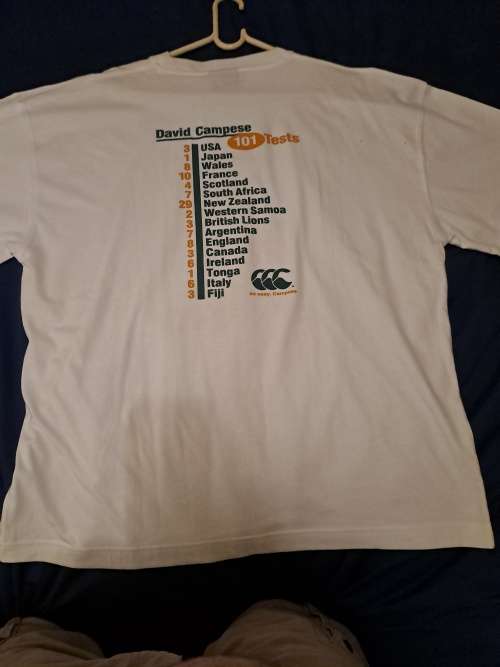 David Campese
101 Tests
3 USA
1 Japan
8 Wales
10 France
4 Scotland
7 South Africa
29 New Zealand
2 Western Samoa
3 British Lions
7 Argentina
8 England
3 Canada
6 Ireland
1 Tonga
6 Italy
3 Fiji
CCC